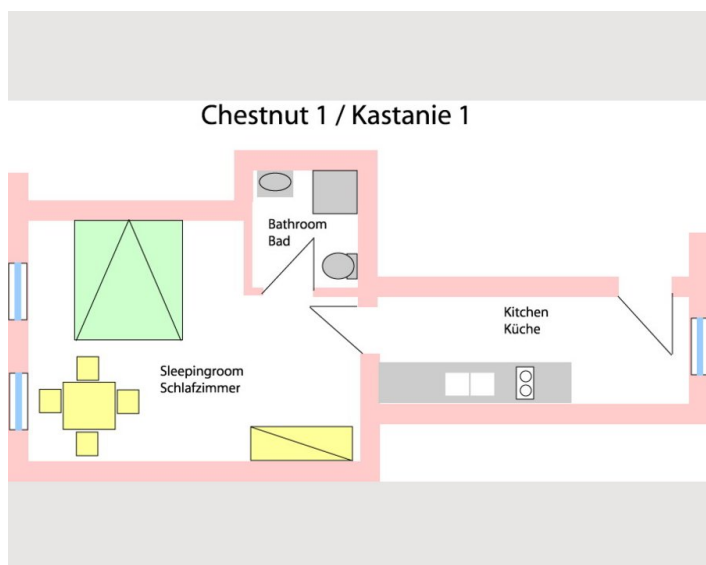 Chestnut 1 / Kastanie 1
Bathroom
Bad
Kitchen
Küche
Sleepingroom
Schlafzimmer